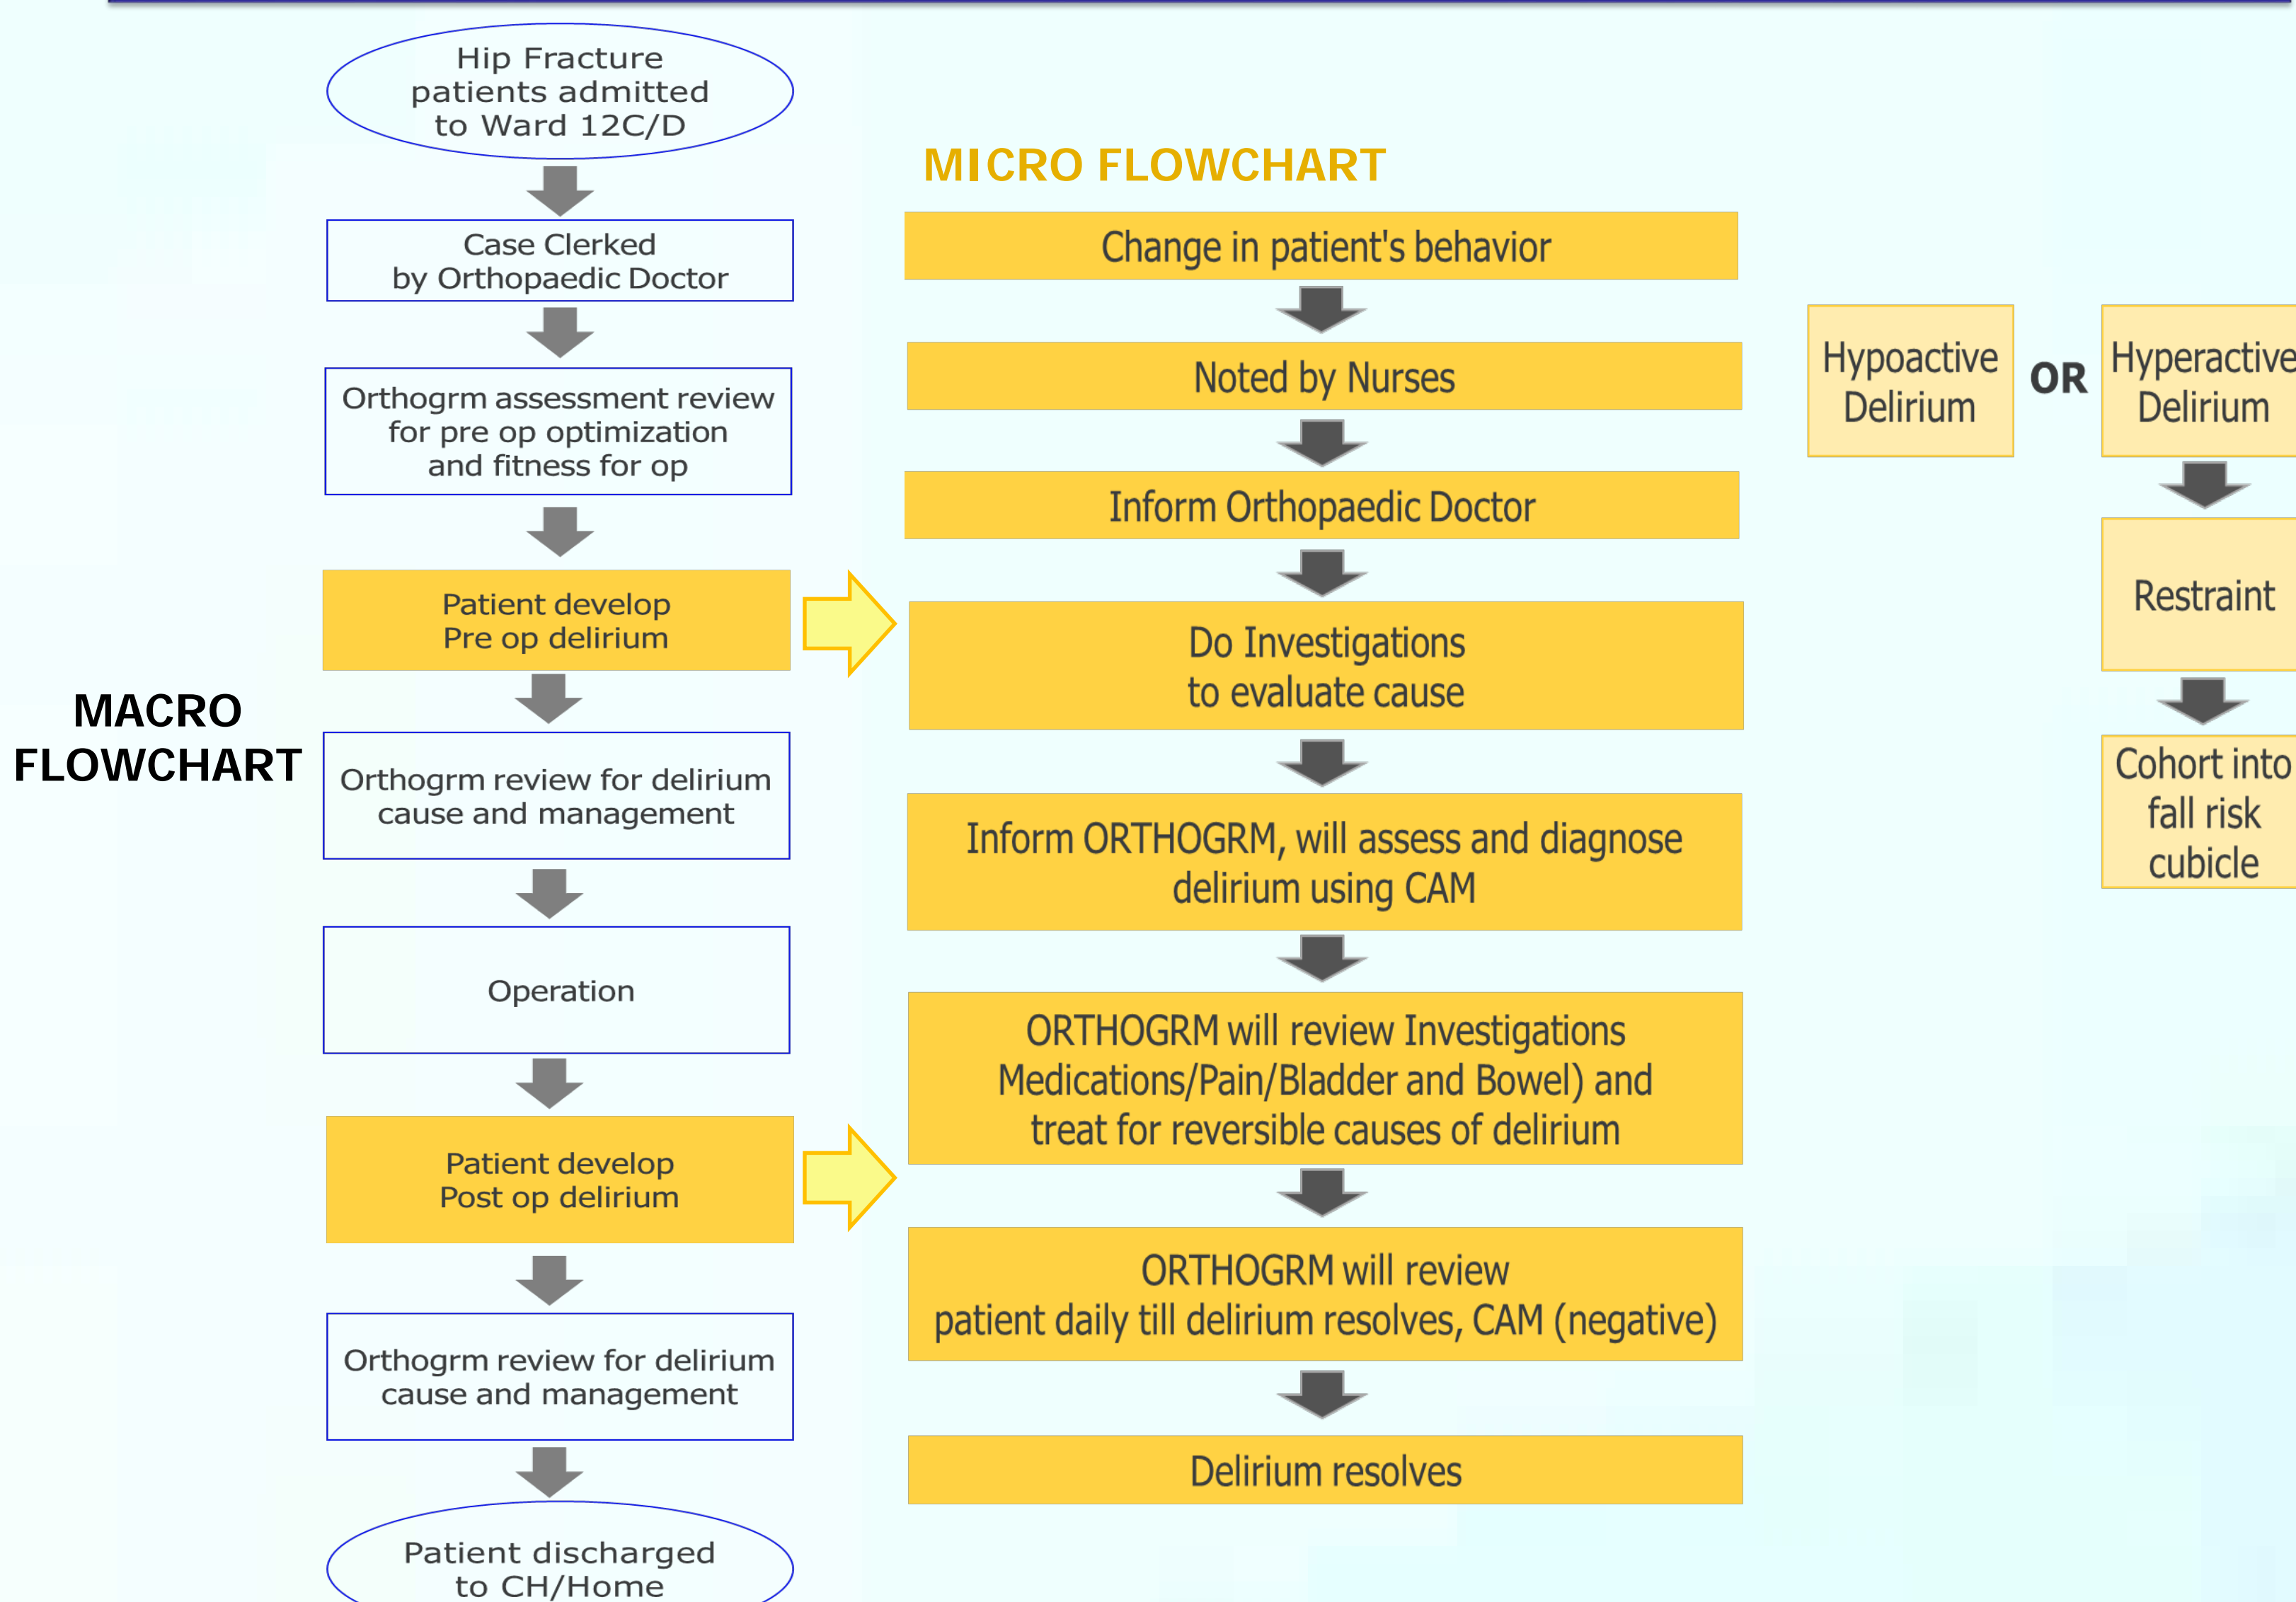 Hip Fracture
patients admitted
to Ward 12C/D
Case Clerked
by Orthopaedic Doctor
Orthogrm assessment review
for pre op optimization
and fitness for op
Patient develop
Pre op delirium
MACRO
FLOWCHART
Orthogrm review for delirium
cause and management
Operation
Patient develop
Post op delirium
Orthogrm review for delirium
cause and management
Patient discharged
to CH/Home
MICRO FLOWCHART
Change in patient's behavior
Noted by Nurses
Inform Orthopaedic Doctor
Do Investigations
to evaluate cause
Inform ORTHOGRM, will assess and diagnose
delirium using CAM
ORTHOGRM will review Investigations
Medications/Pain/Bladder and Bowel) and
treat for reversible causes of delirium
ORTHOGRM will review
patient daily till delirium resolves, CAM (negative)
Delirium resolves
Hypoactive
Delirium
OR
Hyperactive
Delirium
Restraint
Cohort into
fall risk
cubicle